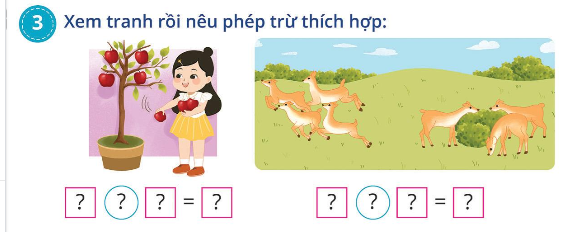 3 Xem tranh rồi nêu phép trừ thích hợp:
? ? ? = ? ? ? ? = ?